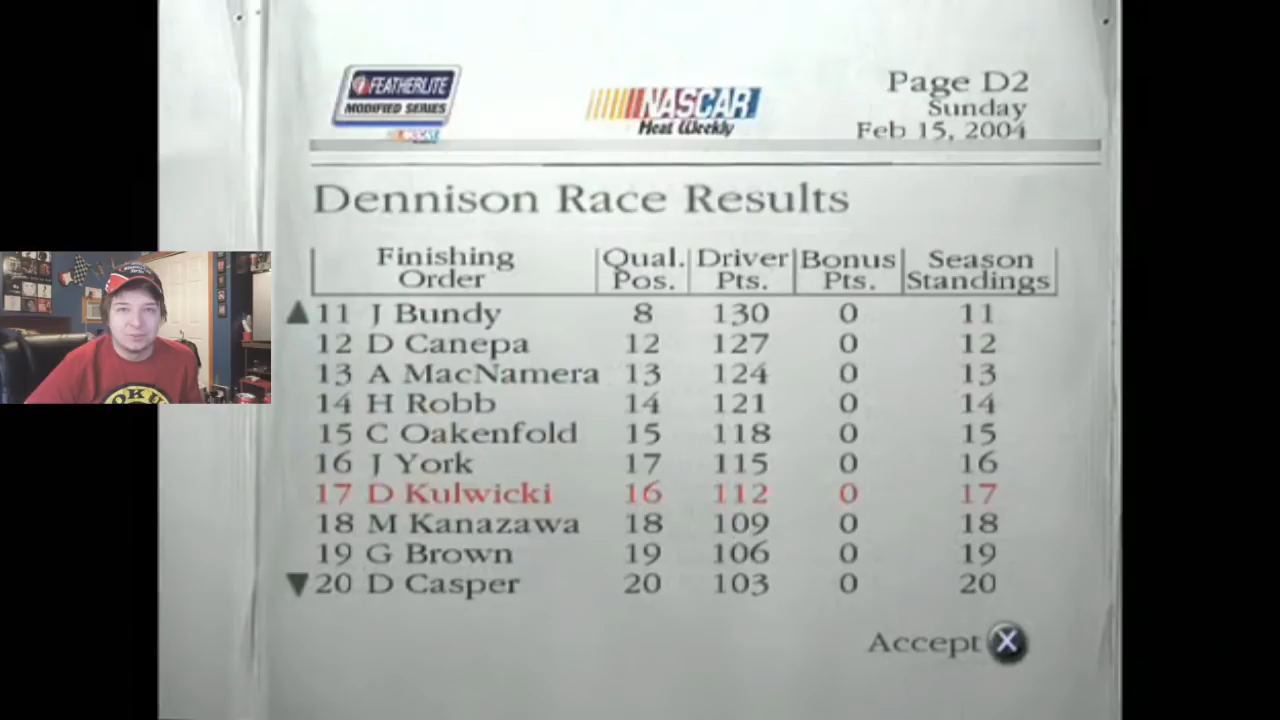 FEATHERLITE
MODIFIED SERIES
NASCAR
NASCAR
Heat Weekly
Page D2
Sunday
Feb 15, 2004
Dennison Race Results
Finishing Order Qual. Pos. Driver Pts. Bonus Pts. Season Standings
11 J Bundy 8 130 0 11
12 D Canepa 12 127 0 12
13 A MacNamera 13 124 0 13
14 H Robb 14 121 0 14
15 C Oakenfold 15 118 0 15
16 J York 17 115 0 16
17 D Kulwicki 16 112 0 17
18 M Kanazawa 18 109 0 18
19 G Brown 19 106 0 19
20 D Casper 20 103 0 20
Accept X